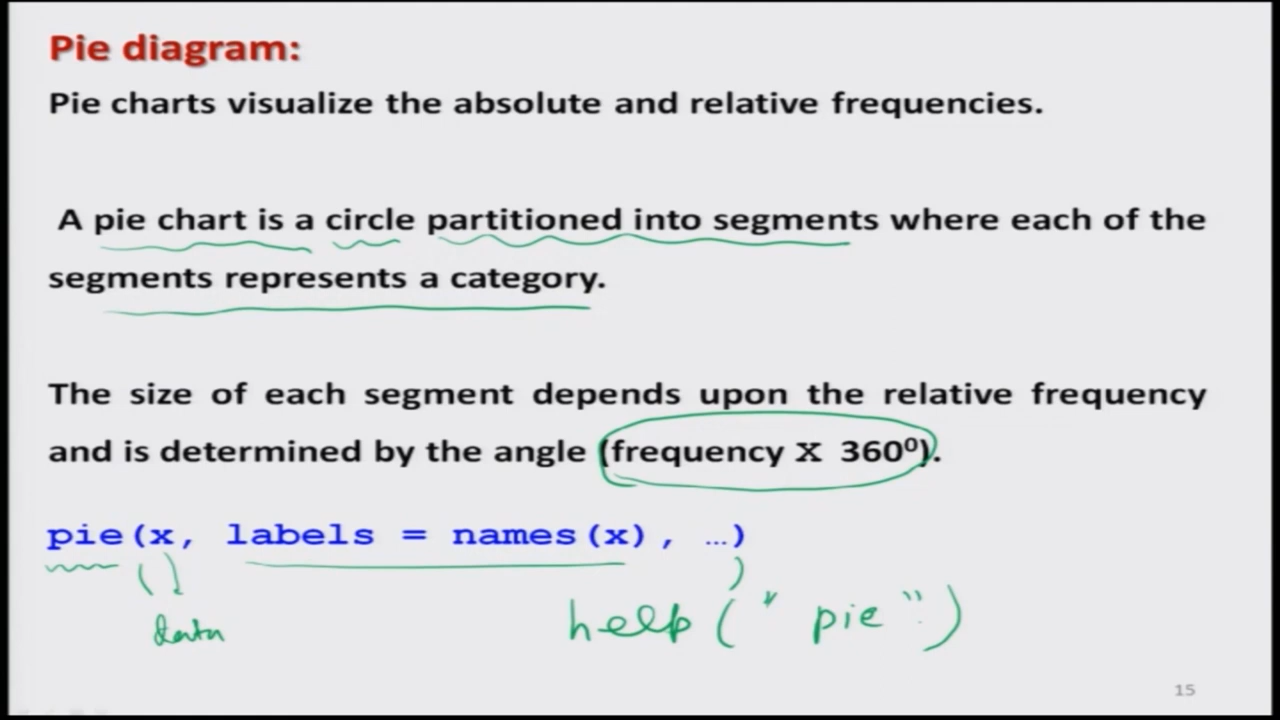 Pie diagram:
Pie charts visualize the absolute and relative frequencies.
A pie chart is a circle partitioned into segments where each of the
segments represents a category.
The size of each segment depends upon the relative frequency
and is determined by the angle (frequency X 360⁰).
pie(x, labels = names(x), …)
data
help (" pie")
15